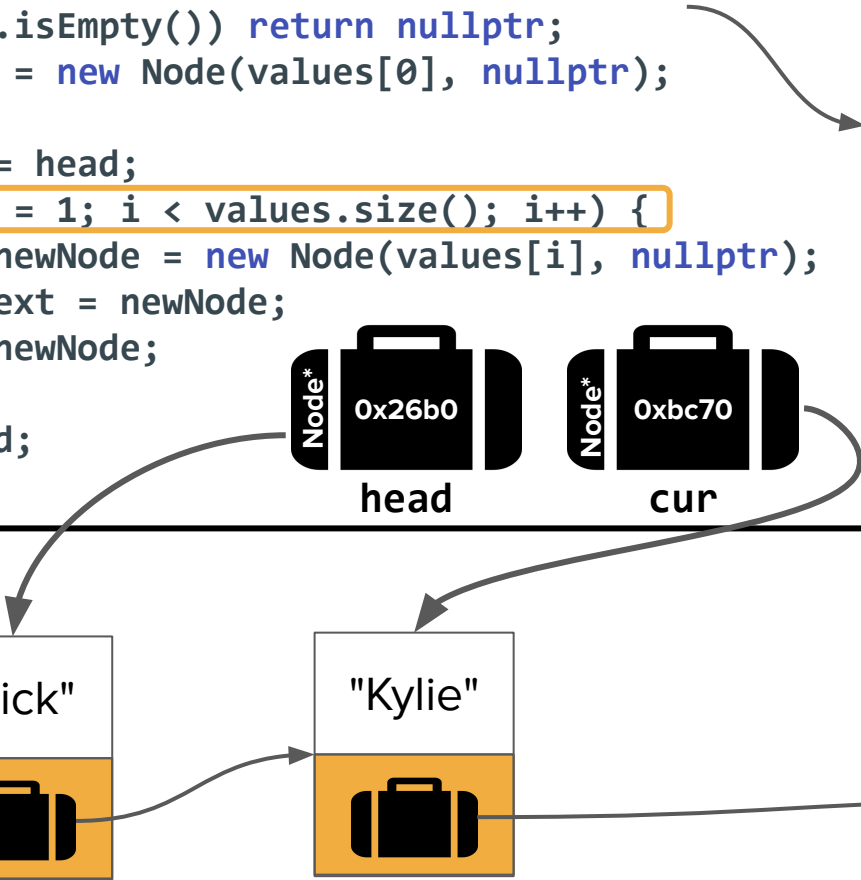 .isEmpty()) return nullptr;
= new Node(values[0], nullptr);
= head;
= 1; i < values.size(); i++) {
newNode = new Node(values[i], nullptr);
ext = newNode;
newNode;
d;
Node*
0x26b0
head
Node*
0xbc70
cur
ick"
"Kylie"